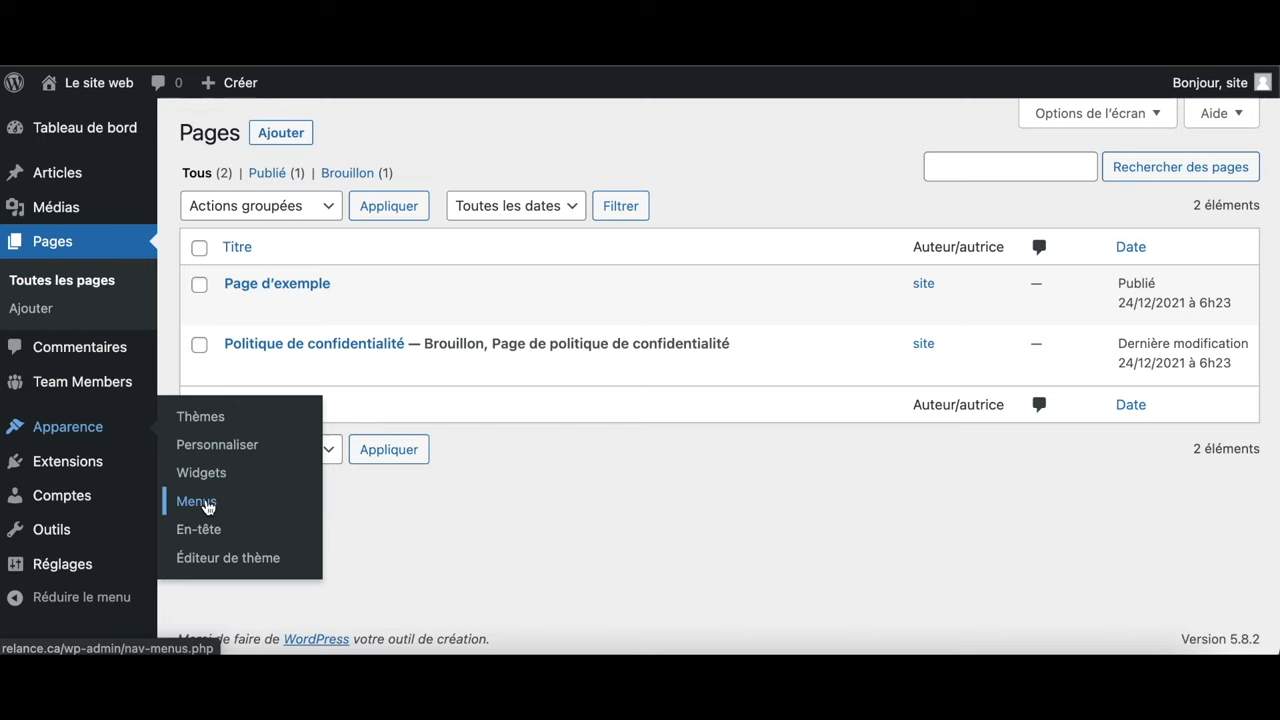 Le site web 0 Créer Bonjour, site
Options de l'écran Aide
Tableau de bord
Articles
Médias
Pages
Toutes les pages
Ajouter
Commentaires
Team Members
Apparence
Extensions
Comptes
Outils
Réglages
Réduire le menu
Thèmes
Personnaliser
Widgets
Menus
En-tête
Éditeur de thème
Pages Ajouter
Tous (2) | Publié (1) | Brouillon (1)
Rechercher des pages
Actions groupées Appliquer Toutes les dates Filtrer 2 éléments
Titre Auteur/autrice Date
Page d'exemple site — Publié
24/12/2021 à 6h23
Politique de confidentialité — Brouillon, Page de politique de confidentialité site — Dernière modification
24/12/2021 à 6h23
Auteur/autrice Date
Appliquer 2 éléments
de faire de WordPress votre outil de création. Version 5.8.2
relance.ca/wp-admin/nav-menus.php